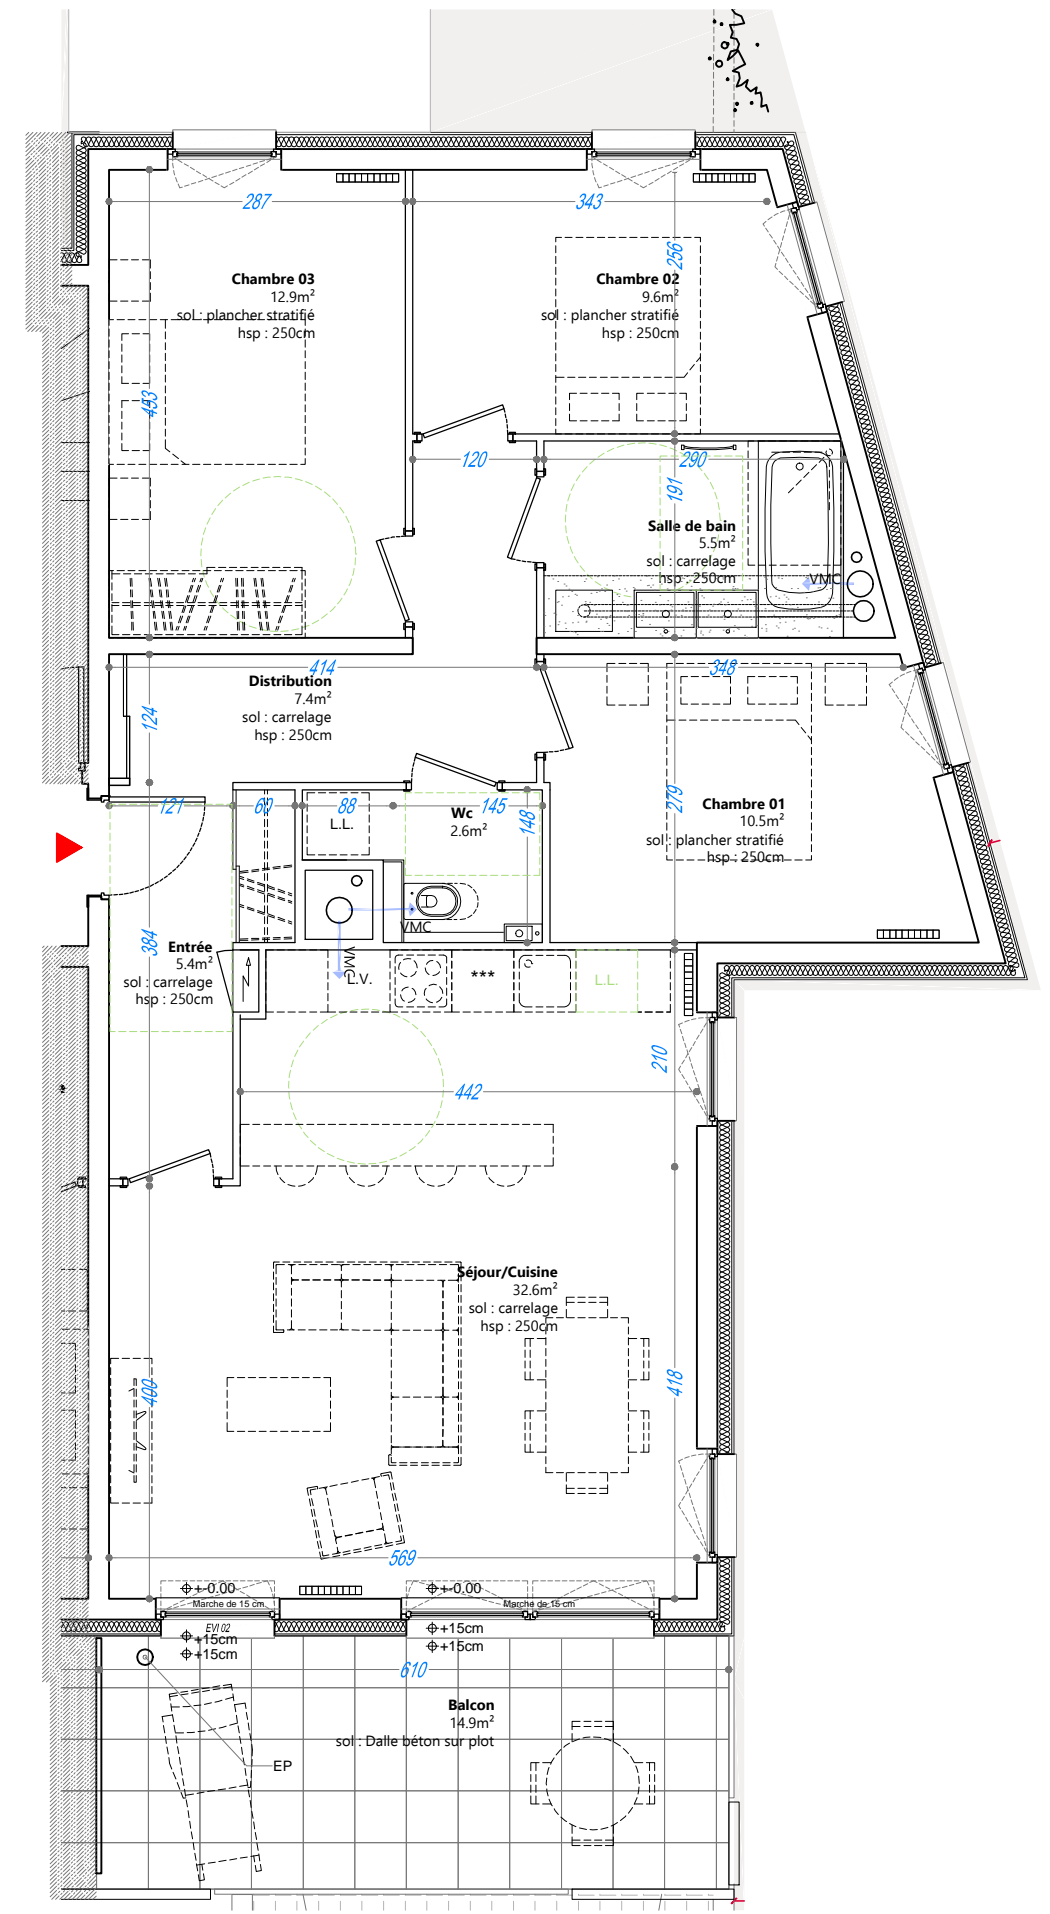 287
343
256
Chambre 03
12.9m²
sol : plancher stratifié
hsp : 250cm
Chambre 02
9.6m²
sol : plancher stratifié
hsp : 250cm
453
120
290
191
Salle de bain
5.5m²
sol : carrelage
hsp : 250cm
VMC
414
348
Distribution
7.4m²
sol : carrelage
hsp : 250cm
124
279
121
60
88
145
148
L.L.
Wc
2.6m²
Chambre 01
10.5m²
sol : plancher stratifié
hsp : 250cm
VMC
384
Entrée
5.4m²
sol : carrelage
hsp : 250cm
VMC
L.V.
***
L.L.
210
442
Séjour/Cuisine
32.6m²
sol : carrelage
hsp : 250cm
400
418
569
+-0.00
+-0.00
Marche de 15 cm
Marche de 15 cm
EVI 02
+15cm
+15cm
+15cm
+15cm
610
Balcon
14.9m²
sol : Dalle béton sur plot
EP